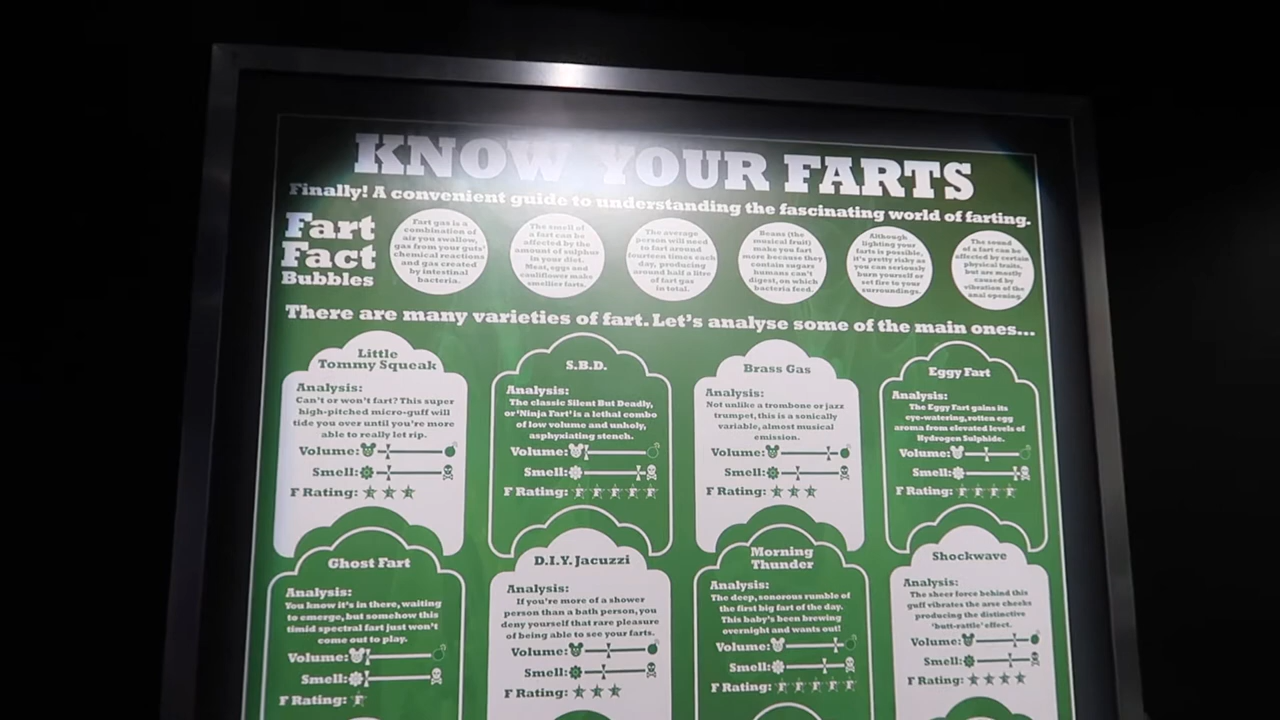 KNOW YOUR FARTS
Finally! A convenient guide to understanding the fascinating world of farting.
Fart
Fact
Bubbles
Fart gas is a
combination of
air you swallow,
gas from your guts'
chemical reactions
and gas created
by intestinal
bacteria.
The smell of
a fart can be
affected by the
amount of sulphur
in your diet.
Meat, eggs and
cauliflower make
smellier farts.
The average
person will need
to fart around
fourteen times each
day, producing
around half a litre
of fart gas
in total.
Beans (the
musical fruit)
make you fart
more because they
contain sugars
humans can't
digest, on which
bacteria feed.
Although
lighting your
farts is possible,
it's pretty risky as
you can seriously
burn yourself or
set fire to your
surroundings.
The sound
of a fart can be
affected by certain
physical traits,
but are mostly
caused by
vibration of the
anal opening.
There are many varieties of fart. Let's analyse some of the main ones...
Little
Tommy Squeak
Analysis:
Can't or won't fart? This super
high-pitched micro-guff will
tide you over until you're more
able to really let rip.
Volume:
Smell:
F Rating:
S.B.D.
Analysis:
The classic Silent But Deadly,
or 'Ninja Fart' is a lethal combo
of low volume and unholy,
asphyxiating stench.
Volume:
Smell:
F Rating:
Brass Gas
Analysis:
Not unlike a trombone or jazz
trumpet, this is a sonically
variable, almost musical
emission.
Volume:
Smell:
F Rating:
Eggy Fart
Analysis:
The Eggy Fart gains its
eye-watering, rotten egg
aroma from elevated levels of
Hydrogen Sulphide.
Volume:
Smell:
F Rating:
Ghost Fart
Analysis:
You know it's in there, waiting
to emerge, but somehow this
timid spectral fart just won't
come out to play.
Volume:
Smell:
F Rating:
D.I.Y. Jacuzzi
Analysis:
If you're more of a shower
person than a bath person, you
deny yourself that rare pleasure
of being able to see your farts.
Volume:
Smell:
F Rating:
Morning
Thunder
Analysis:
The deep, sonorous rumble of
the first big fart of the day.
This baby's been brewing
overnight and wants out!
Volume:
Smell:
F Rating:
Shockwave
Analysis:
The sheer force behind this
guff vibrates the arse cheeks
producing the distinctive
'butt-rattle' effect.
Volume:
Smell:
F Rating: